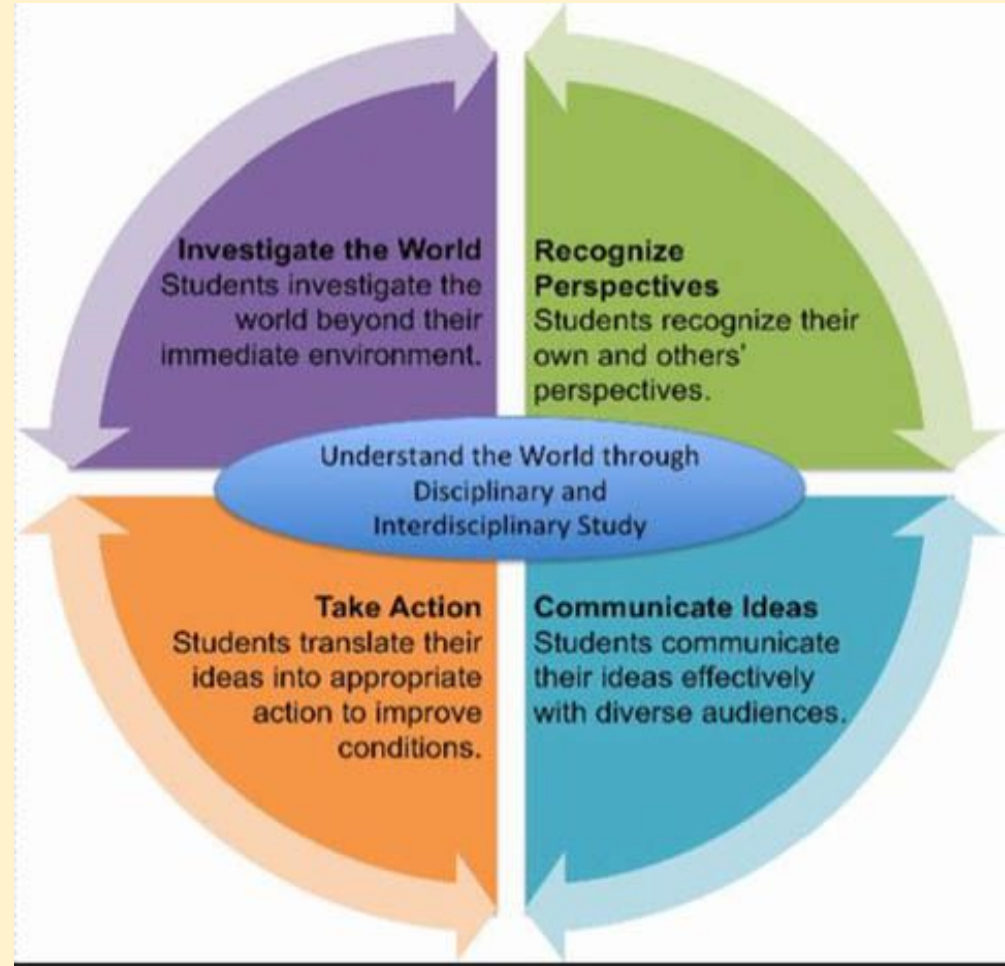 Investigate the World
Students investigate the
world beyond their
immediate environment.
Recognize
Perspectives
Students recognize their
own and others'
perspectives.
Understand the World through
Disciplinary and
Interdisciplinary Study
Take Action
Students translate their
ideas into appropriate
action to improve
conditions.
Communicate Ideas
Students communicate
their ideas effectively
with diverse audiences.